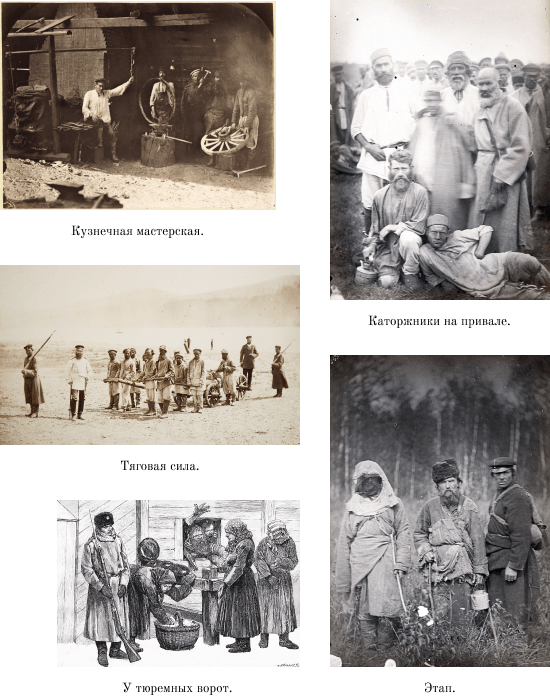 Кузнечная мастерская.
Каторжники на привале.
Тяговая сила.
У тюремных ворот.
Этап.